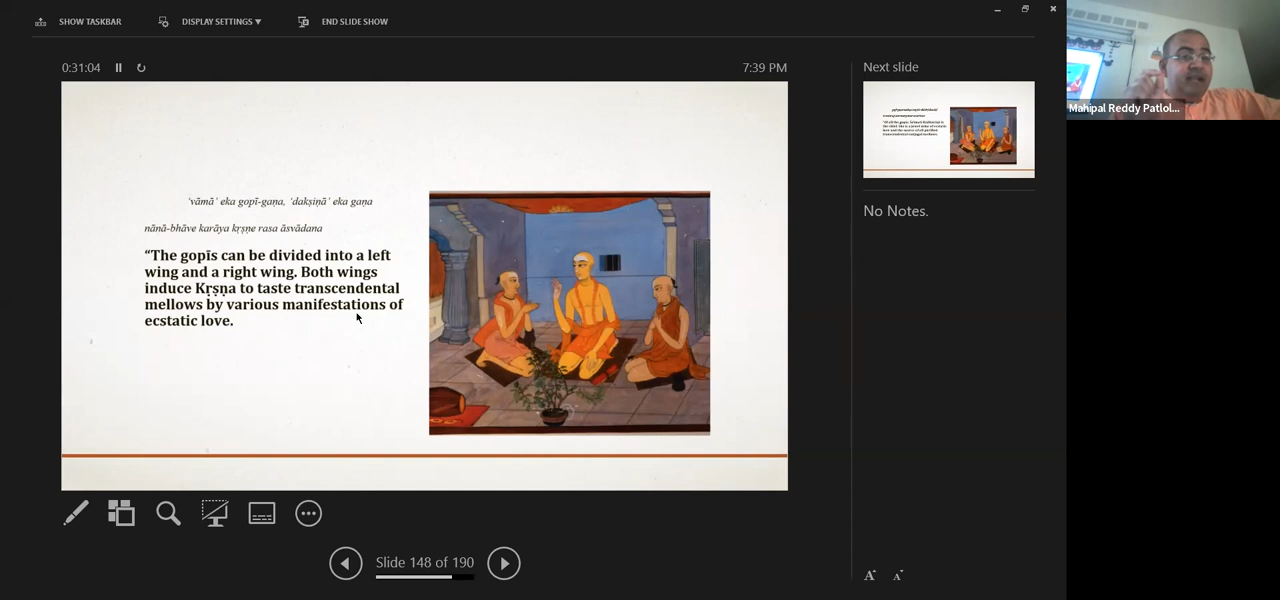 SHOW TASKBAR
DISPLAY SETTINGS ▼
END SLIDE SHOW
0:31:04
7:39 PM
'vāmā' eka gopī-gaṇa, 'dakṣiṇā' eka gaṇa
nānā-bhāve karāya kṛṣṇe rasa āsvādana
“The gopīs can be divided into a left
wing and a right wing. Both wings
induce Kṛṣṇa to taste transcendental
mellows by various manifestations of
ecstatic love.
Slide 148 of 190
Next slide
No Notes.
A A
Mahipal Reddy Patlol...